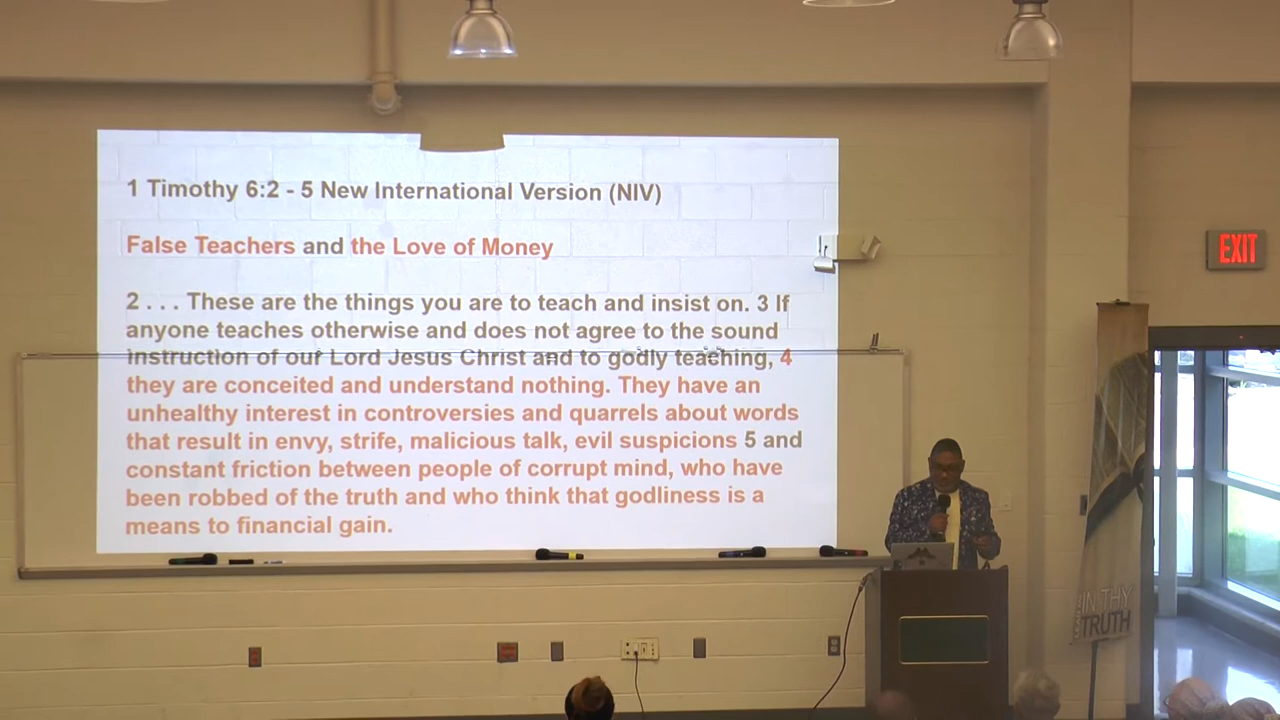 1 Timothy 6:2 - 5 New International Version (NIV)
False Teachers and the Love of Money
2 . . . These are the things you are to teach and insist on. 3 If
anyone teaches otherwise and does not agree to the sound
instruction of our Lord Jesus Christ and to godly teaching, 4
they are conceited and understand nothing. They have an
unhealthy interest in controversies and quarrels about words
that result in envy, strife, malicious talk, evil suspicions 5 and
constant friction between people of corrupt mind, who have
been robbed of the truth and who think that godliness is a
means to financial gain.
EXIT
IN THY
TRUTH